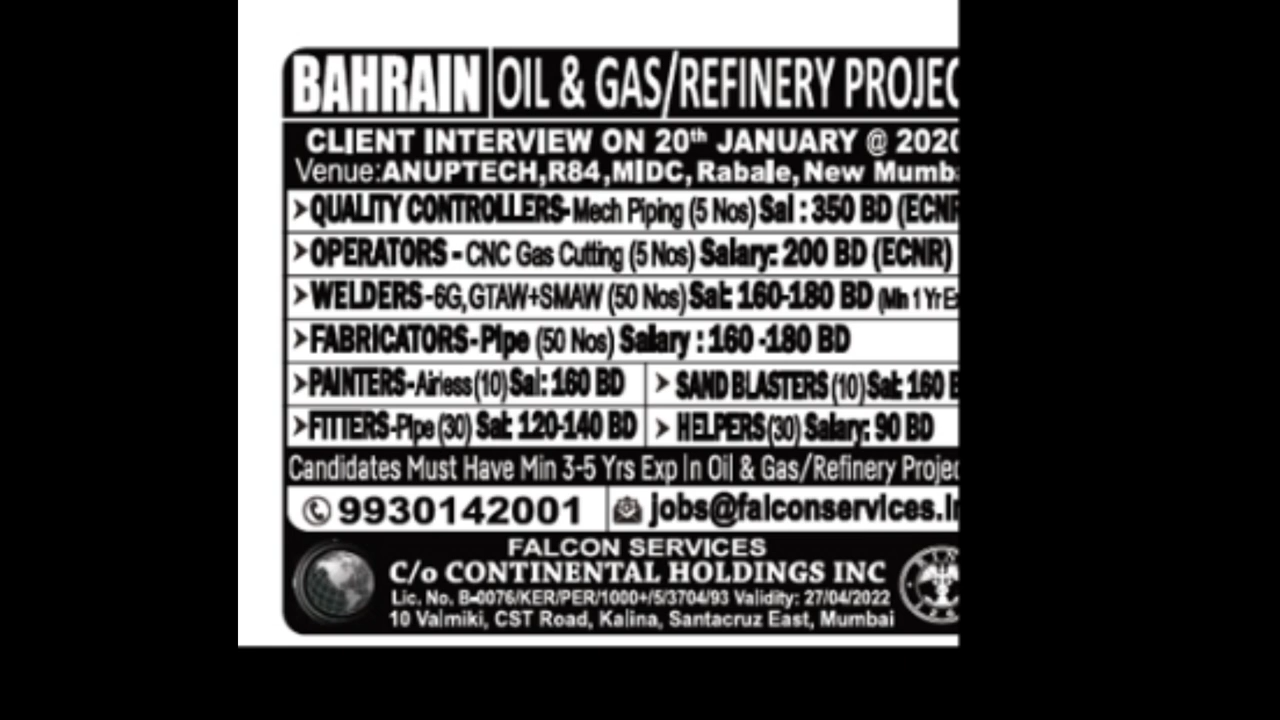 BAHRAIN OIL & GAS/REFINERY PROJEC
CLIENT INTERVIEW ON 20th JANUARY @ 2020
Venue:ANUPTECH,R84,MIDC, Rabale, New Mumb
➢QUALITY CONTROLLERS-Mech Piping (5 Nos) Sal : 350 BD (ECNR
➢OPERATORS - CNC Gas Cutting (5 Nos) Salary: 200 BD (ECNR)
➢WELDERS-6G,GTAW+SMAW (50 Nos) Sal: 160-180 BD (Min 1 Yr Ex
➢FABRICATORS-Pipe (50 Nos) Salary : 160 -180 BD
➢PAINTERS-Airless (10) Sal: 160 BD ➢ SAND BLASTERS (10) Sal: 160 B
➢FITTERS-Pipe (30) Sal: 120-140 BD ➢ HELPERS (30) Salary: 90 BD
Candidates Must Have Min 3-5 Yrs Exp In Oil & Gas/Refinery Projec
9930142001 jobs@falconservices.in
FALCON SERVICES
C/o CONTINENTAL HOLDINGS INC
Lic. No. B-0076/KER/PER/1000+/5/3704/93 Validity: 27/04/2022
10 Valmiki, CST Road, Kalina, Santacruz East, Mumbai